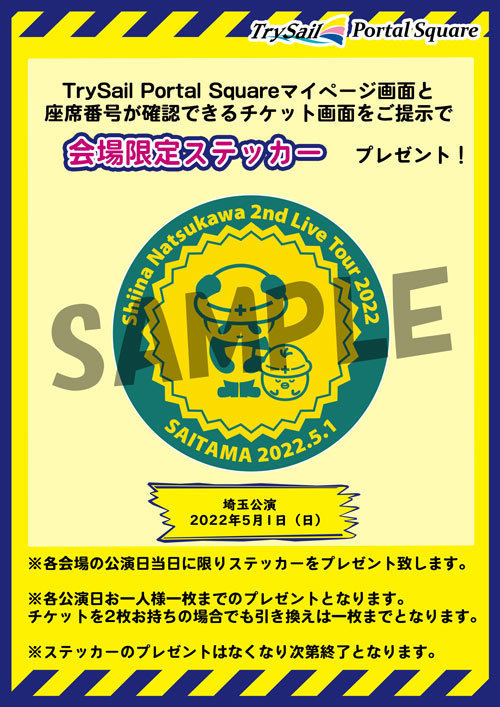 TrySail Portal Square
TrySail Portal Squareマイページ画面と
座席番号が確認できるチケット画面をご提示で
会場限定ステッカー プレゼント！
Shiina Natsukawa 2nd Live Tour 2022
SAMPLE
SAITAMA 2022.5.1
埼玉公演
2022年5月1日（日）
※各会場の公演日当日に限りステッカーをプレゼント致します。
※各公演日お一人様一枚までのプレゼントとなります。
チケットを2枚お持ちの場合でも引き換えは一枚までとなります。
※ステッカーのプレゼントはなくなり次第終了となります。